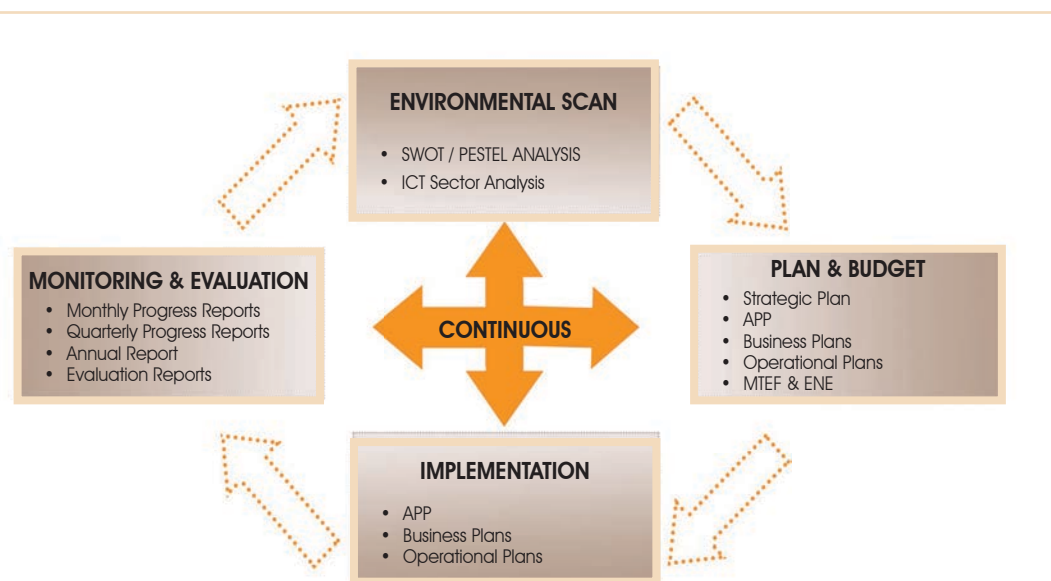 ENVIRONMENTAL SCAN
• SWOT / PESTEL ANALYSIS
• ICT Sector Analysis
MONITORING & EVALUATION
• Monthly Progress Reports
• Quarterly Progress Reports
• Annual Report
• Evaluation Reports
CONTINUOUS
PLAN & BUDGET
• Strategic Plan
• APP
• Business Plans
• Operational Plans
• MTEF & ENE
IMPLEMENTATION
• APP
• Business Plans
• Operational Plans